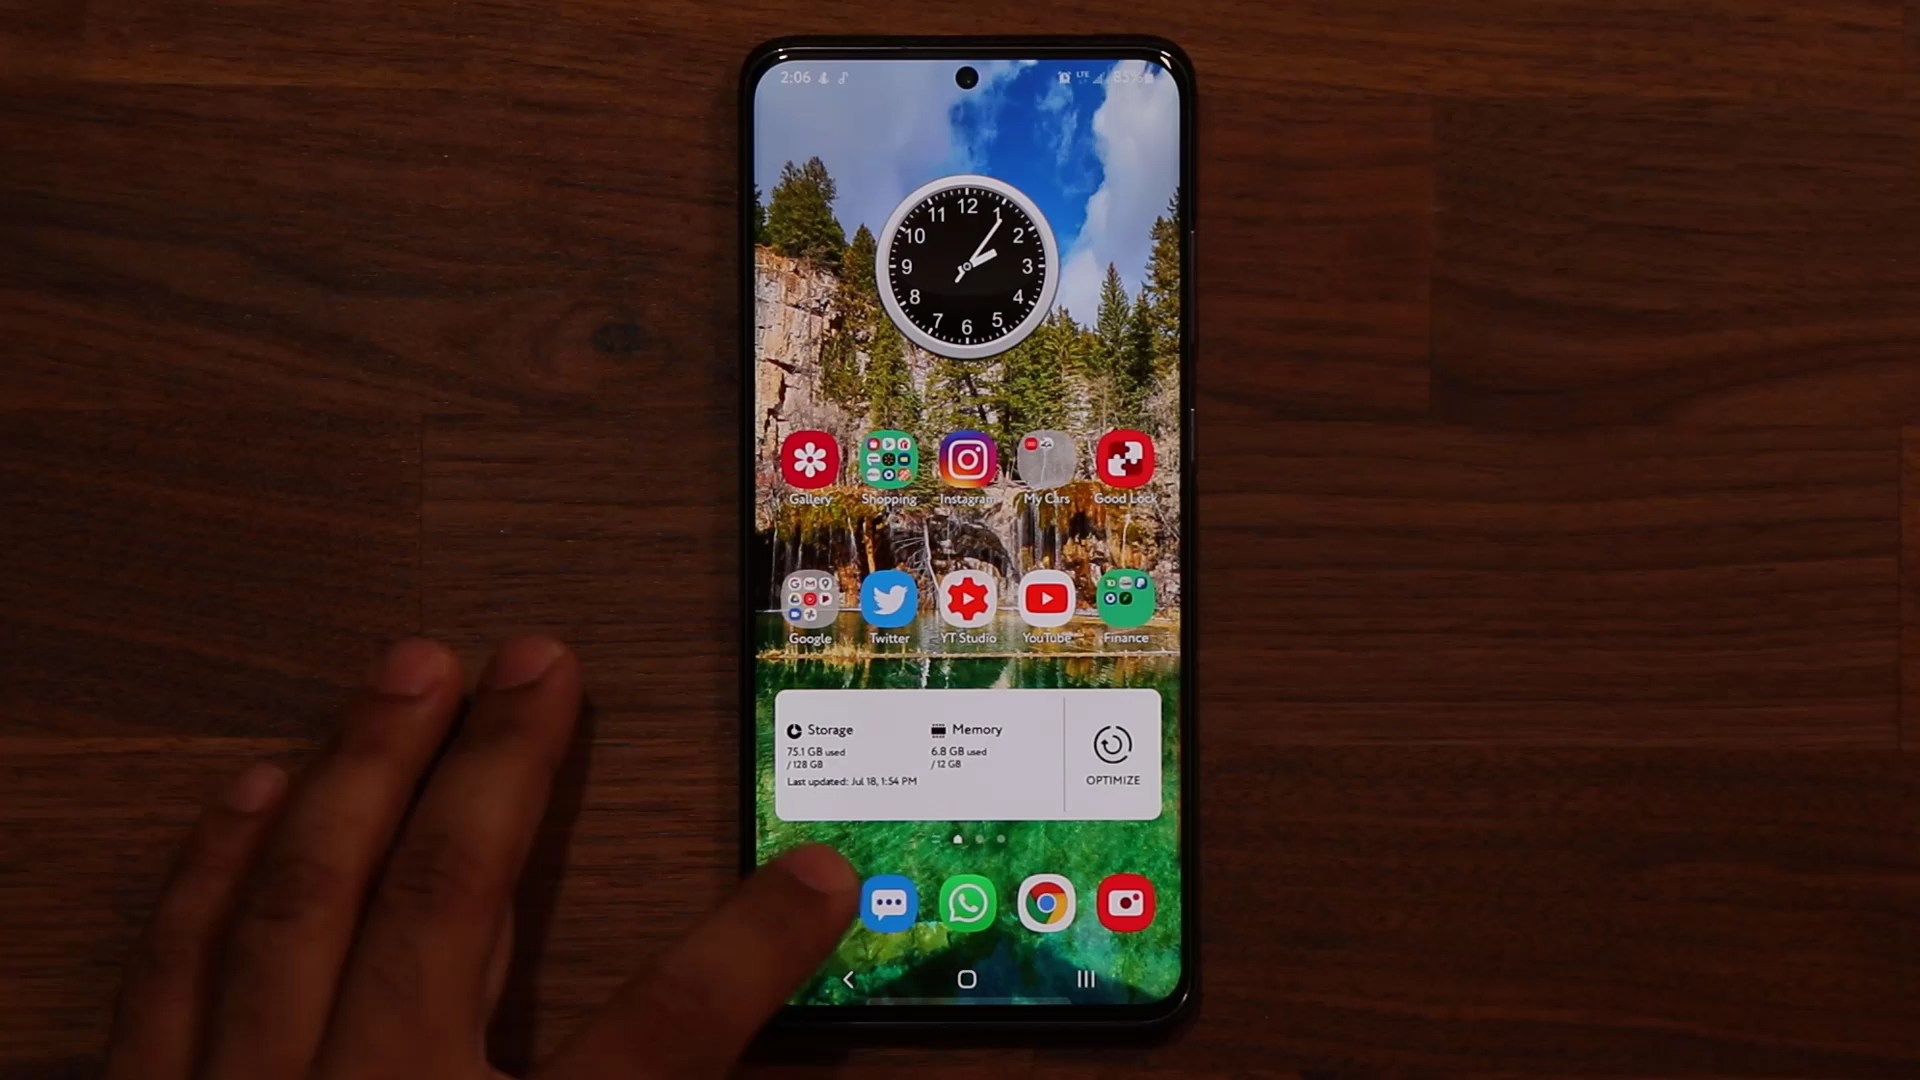 2:06
LTE
85%
12
11
1
10
2
9
3
8
4
7
5
6
Gallery
Shopping
Instagram
My Cars
Good Lock
Google
Twitter
YT Studio
YouTube
Finance
Storage
Memory
75.1 GB used
/ 128 GB
6.8 GB used
/ 12 GB
Last updated: Jul 18, 1:54 PM
OPTIMIZE